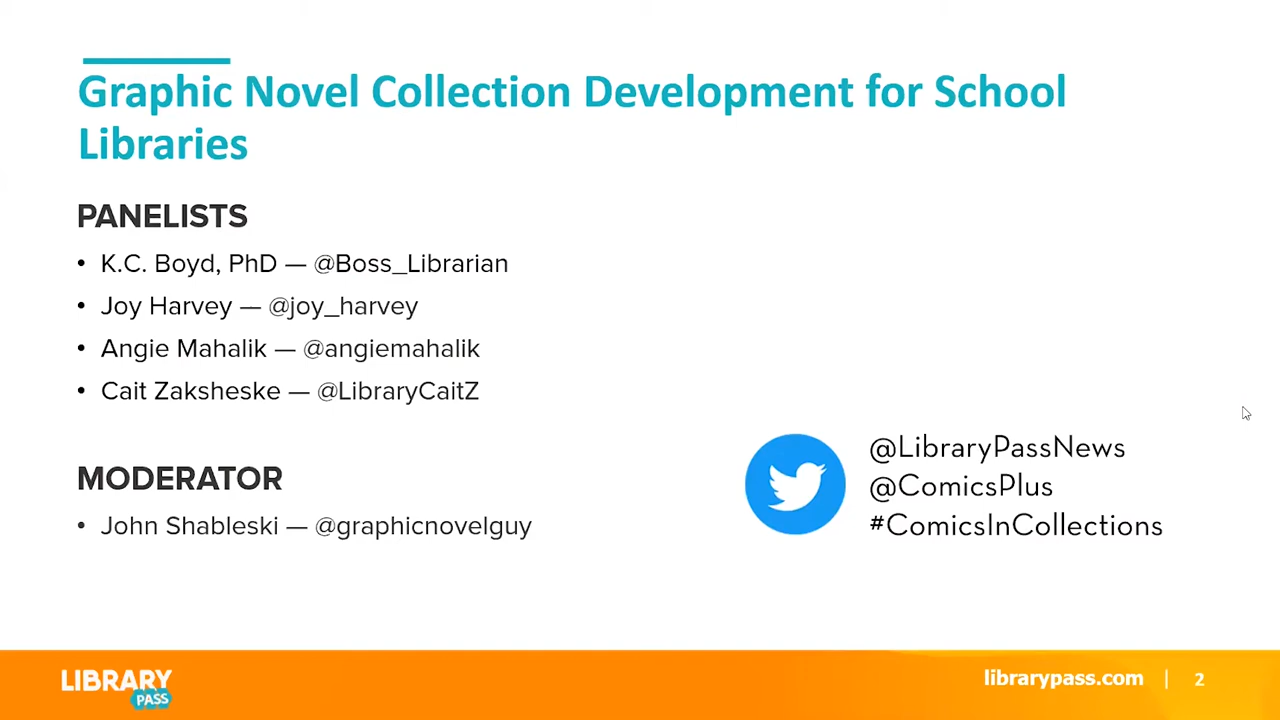 Graphic Novel Collection Development for School
Libraries
PANELISTS
• K.C. Boyd, PhD — @Boss_Librarian
• Joy Harvey — @joy_harvey
• Angie Mahalik — @angiemahalik
• Cait Zaksheske — @LibraryCaitZ
MODERATOR
• John Shableski — @graphicnovelguy
@LibraryPassNews
@ComicsPlus
#ComicsInCollections
LIBRARY
PASS
librarypass.com | 2